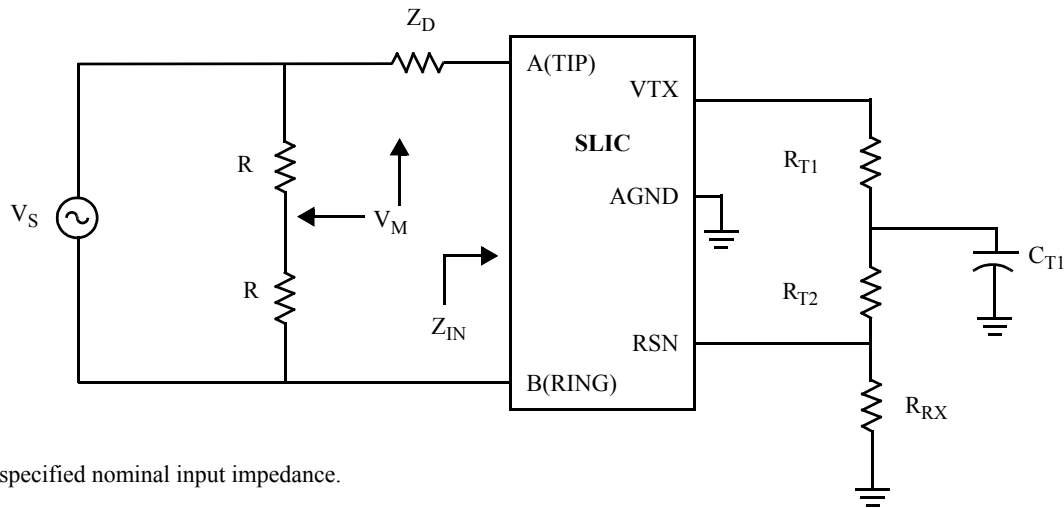 Z_D
A(TIP)
VTX
SLIC
R
R_T1
V_S
V_M
AGND
C_T1
R
R_T2
Z_IN
RSN
B(RING)
R_RX
specified nominal input impedance.